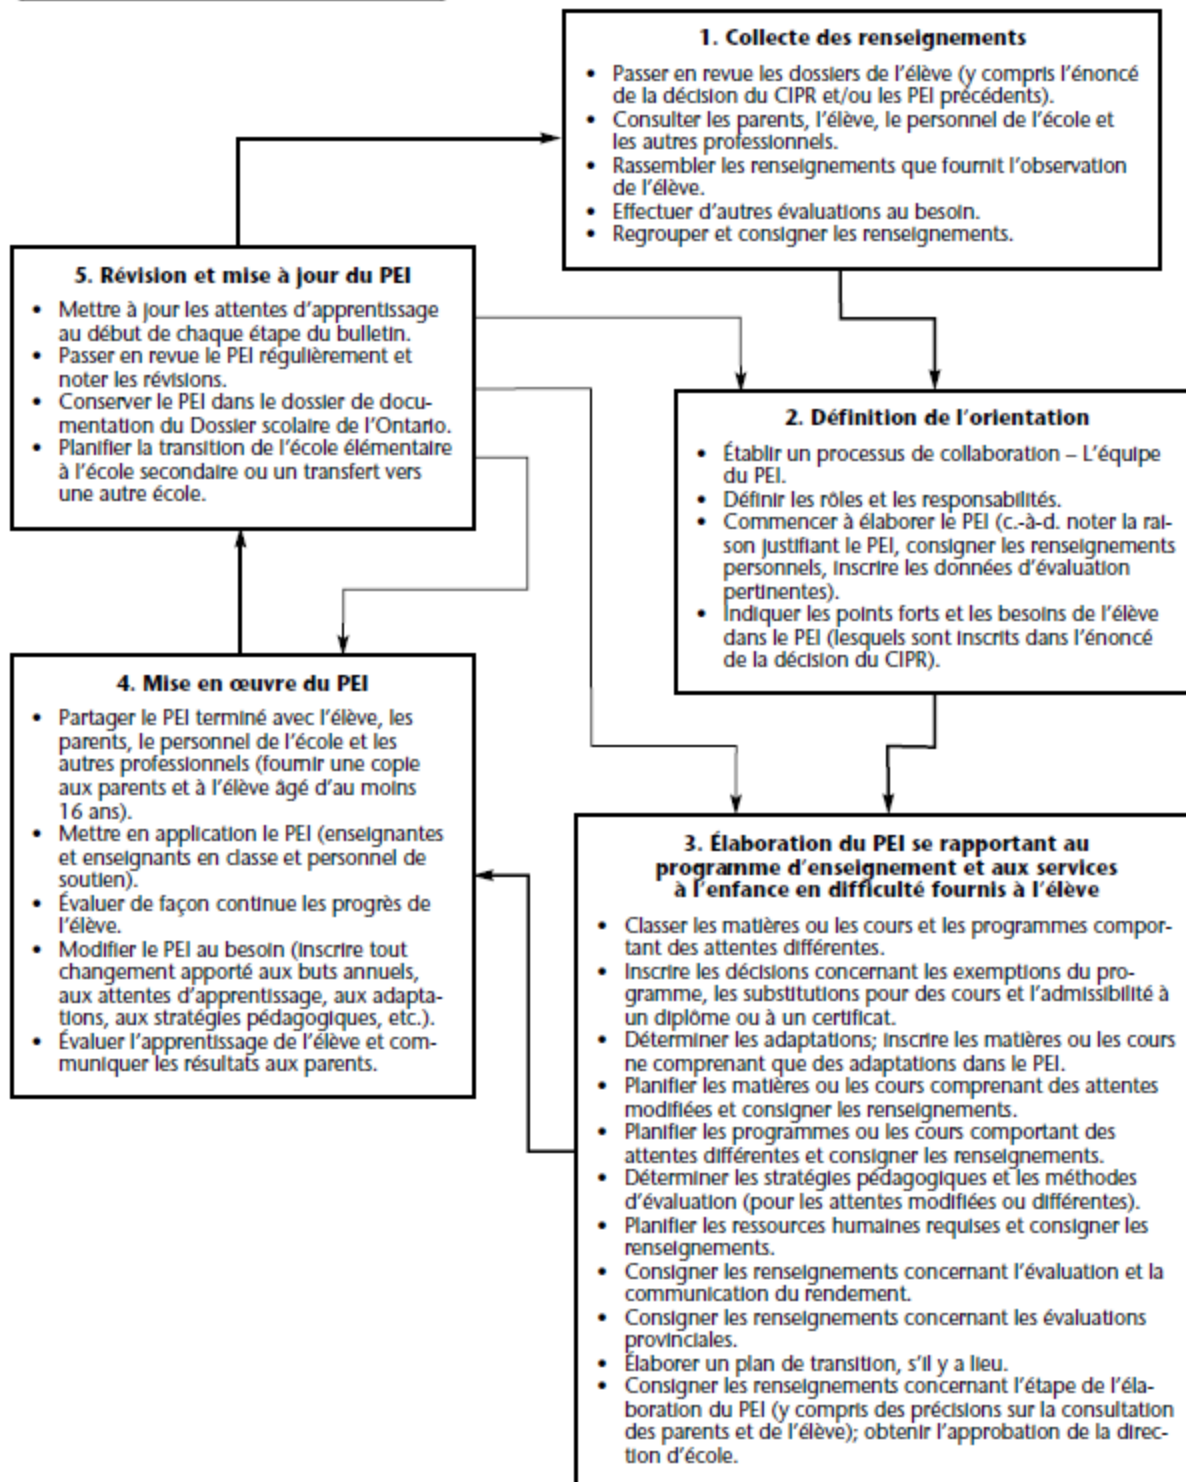 1. Collecte des renseignements
• Passer en revue les dossiers de l'élève (y compris l'énoncé
de la décision du CIPR et/ou les PEI précédents).
• Consulter les parents, l'élève, le personnel de l'école et
les autres professionnels.
• Rassembler les renseignements que fournit l'observation
de l'élève.
• Effectuer d'autres évaluations au besoin.
• Regrouper et consigner les renseignements.
2. Définition de l'orientation
• Établir un processus de collaboration – L'équipe
du PEI.
• Définir les rôles et les responsabilités.
• Commencer à élaborer le PEI (c.-à-d. noter la rai-
son justifiant le PEI, consigner les renseignements
personnels, inscrire les données d'évaluation
pertinentes).
• Indiquer les points forts et les besoins de l'élève
dans le PEI (lesquels sont inscrits dans l'énoncé
de la décision du CIPR).
3. Élaboration du PEI se rapportant au
programme d'enseignement et aux services
à l'enfance en difficulté fournis à l'élève
• Classer les matières ou les cours et les programmes compor-
tant des attentes différentes.
• Inscrire les décisions concernant les exemptions du pro-
gramme, les substitutions pour des cours et l'admissibilité à
un diplôme ou à un certificat.
• Déterminer les adaptations; inscrire les matières ou les cours
ne comprenant que des adaptations dans le PEI.
• Planifier les matières ou les cours comprenant des attentes
modifiées et consigner les renseignements.
• Planifier les programmes ou les cours comportant des
attentes différentes et consigner les renseignements.
• Déterminer les stratégies pédagogiques et les méthodes
d'évaluation (pour les attentes modifiées ou différentes).
• Planifier les ressources humaines requises et consigner les
renseignements.
• Consigner les renseignements concernant l'évaluation et la
communication du rendement.
• Consigner les renseignements concernant les évaluations
provinciales.
• Élaborer un plan de transition, s'il y a lieu.
• Consigner les renseignements concernant l'étape de l'éla-
boration du PEI (y compris des précisions sur la consultation
des parents et de l'élève); obtenir l'approbation de la direc-
tion d'école.
4. Mise en œuvre du PEI
• Partager le PEI terminé avec l'élève, les
parents, le personnel de l'école et les
autres professionnels (fournir une copie
aux parents et à l'élève âgé d'au moins
16 ans).
• Mettre en application le PEI (enseignantes
et enseignants en classe et personnel de
soutien).
• Évaluer de façon continue les progrès de
l'élève.
• Modifier le PEI au besoin (inscrire tout
changement apporté aux buts annuels,
aux attentes d'apprentissage, aux adapta-
tions, aux stratégies pédagogiques, etc.).
• Évaluer l'apprentissage de l'élève et com-
muniquer les résultats aux parents.
5. Révision et mise à jour du PEI
• Mettre à jour les attentes d'apprentissage
au début de chaque étape du bulletin.
• Passer en revue le PEI régulièrement et
noter les révisions.
• Conserver le PEI dans le dossier de docu-
mentation du Dossier scolaire de l'Ontario.
• Planifier la transition de l'école élémentaire
à l'école secondaire ou un transfert vers
une autre école.